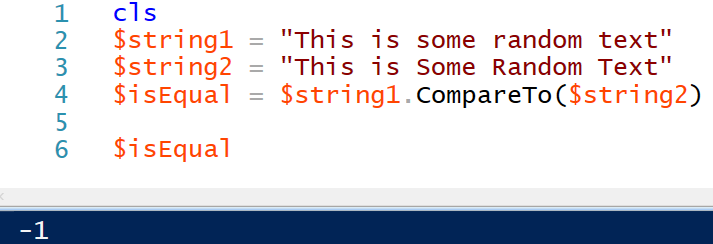 1 cls
2 $string1 = "This is some random text"
3 $string2 = "This is Some Random Text"
4 $isEqual = $string1.CompareTo($string2)
5
6 $isEqual
-1